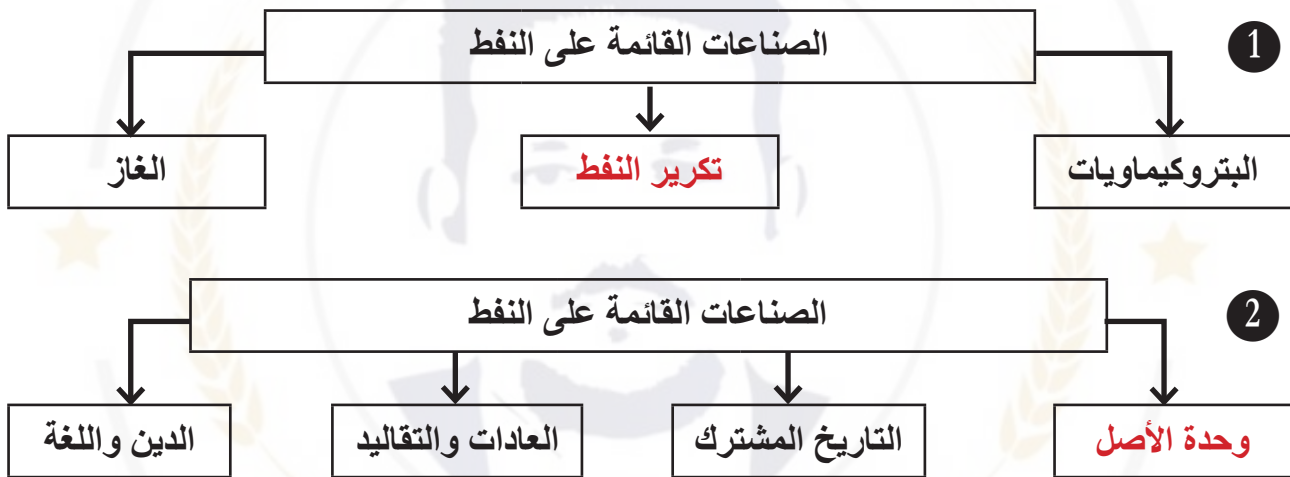 1
الصناعات القائمة على النفط
البتروكيماويات
تكرير النفط
الغاز
2
الصناعات القائمة على النفط
وحدة الأصل
التاريخ المشترك
العادات والتقاليد
الدين واللغة